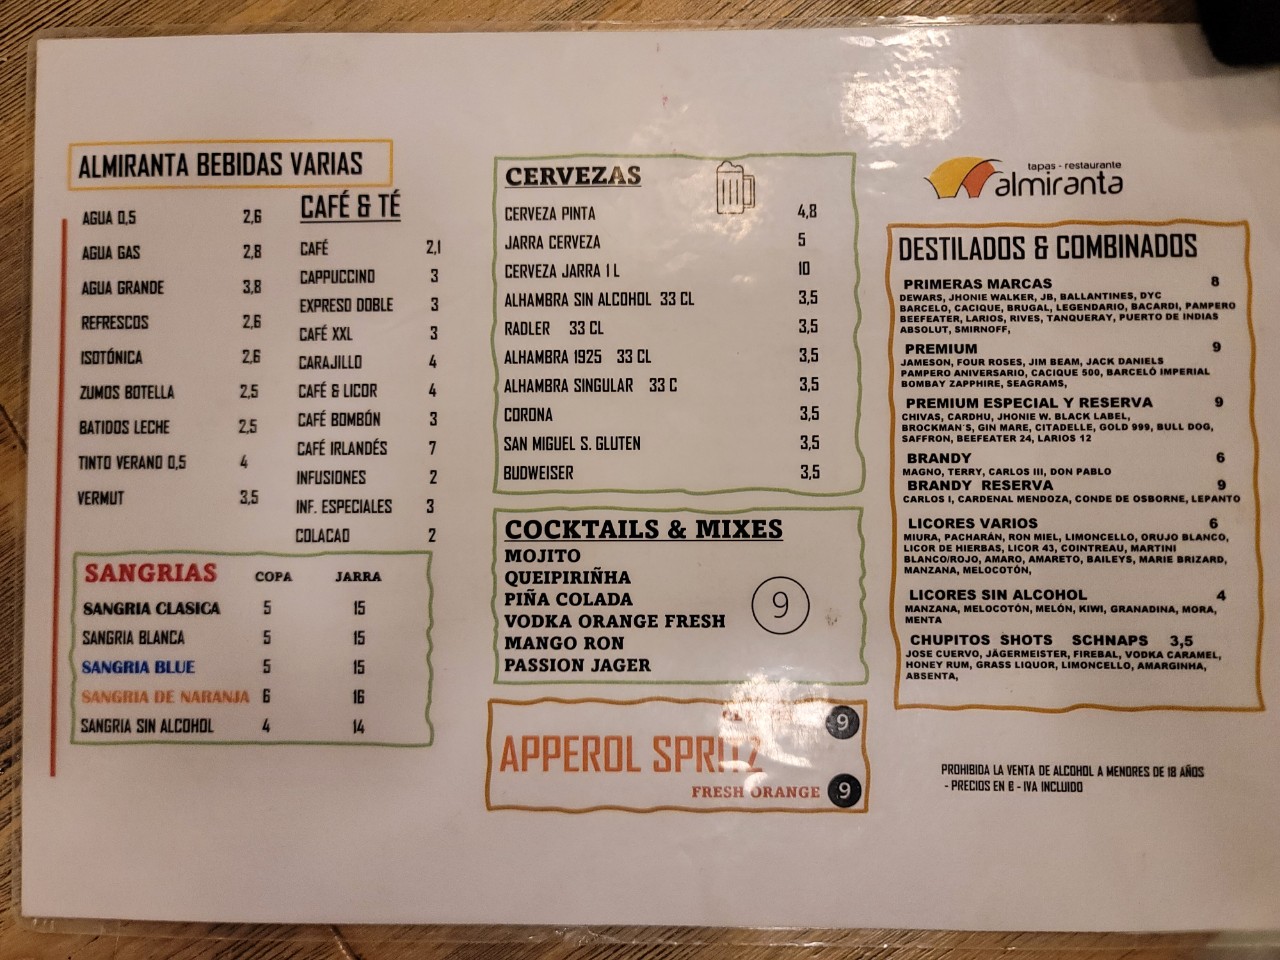 ALMIRANTA BEBIDAS VARIAS
AGUA 0,5 2,6
AGUA GAS 2,8
AGUA GRANDE 3,8
REFRESCOS 2,6
ISOTÓNICA 2,6
ZUMOS BOTELLA 2,5
BATIDOS LECHE 2,5
TINTO VERANO 0,5 4
VERMUT 3,5
CAFÉ & TÉ
CAFÉ 2,1
CAPPUCCINO 3
EXPRESO DOBLE 3
CAFÉ XXL 3
CARAJILLO 4
CAFÉ & LICOR 4
CAFÉ BOMBÓN 3
CAFÉ IRLANDÉS 7
INFUSIONES 2
INF. ESPECIALES 3
COLACAO 2
SANGRIAS COPA JARRA
SANGRIA CLASICA 5 15
SANGRIA BLANCA 5 15
SANGRIA BLUE 5 15
SANGRIA DE NARANJA 6 16
SANGRIA SIN ALCOHOL 4 14
CERVEZAS
CERVEZA PINTA 4,8
JARRA CERVEZA 5
CERVEZA JARRA 1 L 10
ALHAMBRA SIN ALCOHOL 33 CL 3,5
RADLER 33 CL 3,5
ALHAMBRA 1925 33 CL 3,5
ALHAMBRA SINGULAR 33 C 3,5
CORONA 3,5
SAN MIGUEL S. GLUTEN 3,5
BUDWEISER 3,5
COCKTAILS & MIXES
MOJITO
QUEIPIRIÑHA
PIÑA COLADA
VODKA ORANGE FRESH
MANGO RON
PASSION JAGER
9
9
APPEROL SPRITZ
FRESH ORANGE 9
tapas - restaurante
almiranta
DESTILADOS & COMBINADOS
PRIMERAS MARCAS 8
DEWARS, JHONIE WALKER, JB, BALLANTINES, DYC
BARCELO, CACIQUE, BRUGAL, LEGENDARIO, BACARDI, PAMPERO
BEEFEATER, LARIOS, RIVES, TANQUERAY, PUERTO DE INDIAS
ABSOLUT, SMIRNOFF,
PREMIUM 9
JAMESON, FOUR ROSES, JIM BEAM, JACK DANIELS
PAMPERO ANIVERSARIO, CACIQUE 500, BARCELÓ IMPERIAL
BOMBAY ZAPPHIRE, SEAGRAMS,
PREMIUM ESPECIAL Y RESERVA 9
CHIVAS, CARDHU, JHONIE W. BLACK LABEL,
BROCKMAN´S, GIN MARE, CITADELLE, GOLD 999, BULL DOG,
SAFFRON, BEEFEATER 24, LARIOS 12
BRANDY 6
MAGNO, TERRY, CARLOS III, DON PABLO
BRANDY RESERVA 9
CARLOS I, CARDENAL MENDOZA, CONDE DE OSBORNE, LEPANTO
LICORES VARIOS 6
MIURA, PACHARÁN, RON MIEL, LIMONCELLO, ORUJO BLANCO,
LICOR DE HIERBAS, LICOR 43, COINTREAU, MARTINI
BLANCO/ROJO, AMARO, AMARETO, BAILEYS, MARIE BRIZARD,
MANZANA, MELOCOTÓN,
LICORES SIN ALCOHOL 4
MANZANA, MELOCOTÓN, MELÓN, KIWI, GRANADINA, MORA,
MENTA
CHUPITOS SHOTS SCHNAPS 3,5
JOSE CUERVO, JÄGERMEISTER, FIREBAL, VODKA CARAMEL,
HONEY RUM, GRASS LIQUOR, LIMONCELLO, AMARGINHA,
ABSENTA,
PROHIBIDA LA VENTA DE ALCOHOL A MENORES DE 18 AÑOS
- PRECIOS EN € - IVA INCLUIDO